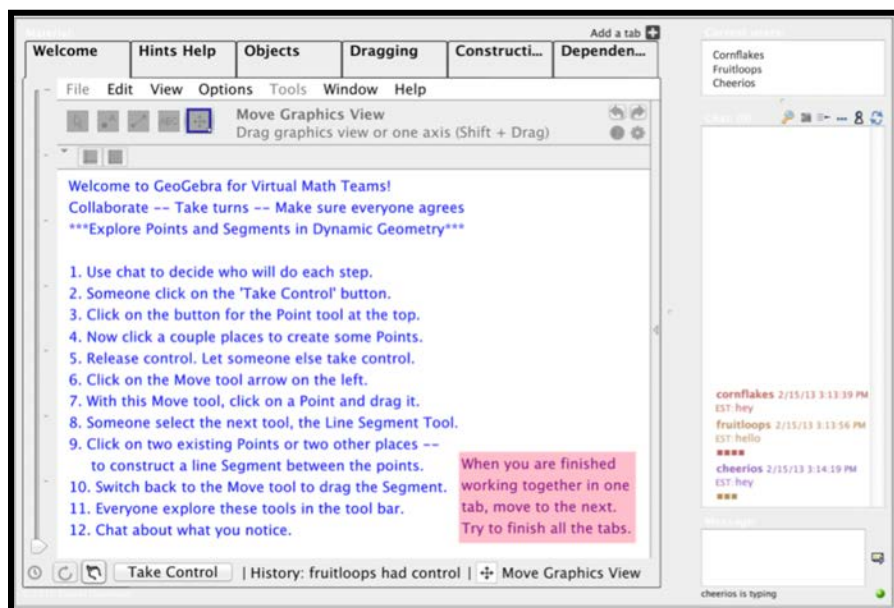 Add a tab
Welcome
Hints Help
Objects
Dragging
Constructi...
Dependen...
File Edit View Options Tools Window Help
ABC
Move Graphics View
Drag graphics view or one axis (Shift + Drag)
Welcome to GeoGebra for Virtual Math Teams!
Collaborate -- Take turns -- Make sure everyone agrees
***Explore Points and Segments in Dynamic Geometry***
1. Use chat to decide who will do each step.
2. Someone click on the 'Take Control' button.
3. Click on the button for the Point tool at the top.
4. Now click a couple places to create some Points.
5. Release control. Let someone else take control.
6. Click on the Move tool arrow on the left.
7. With this Move tool, click on a Point and drag it.
8. Someone select the next tool, the Line Segment Tool.
9. Click on two existing Points or two other places --
to construct a line Segment between the points.
10. Switch back to the Move tool to drag the Segment.
11. Everyone explore these tools in the tool bar.
12. Chat about what you notice.
When you are finished
working together in one
tab, move to the next.
Try to finish all the tabs.
Take Control | History: fruitloops had control | Move Graphics View
Current users:
Cornflakes
Fruitloops
Cheerios
cornflakes 2/15/13 3:13:39 PM
EST: hey
fruitloops 2/15/13 3:13:56 PM
EST: hello
cheerios 2/15/13 3:14:19 PM
EST: hey
Message:
cheerios is typing